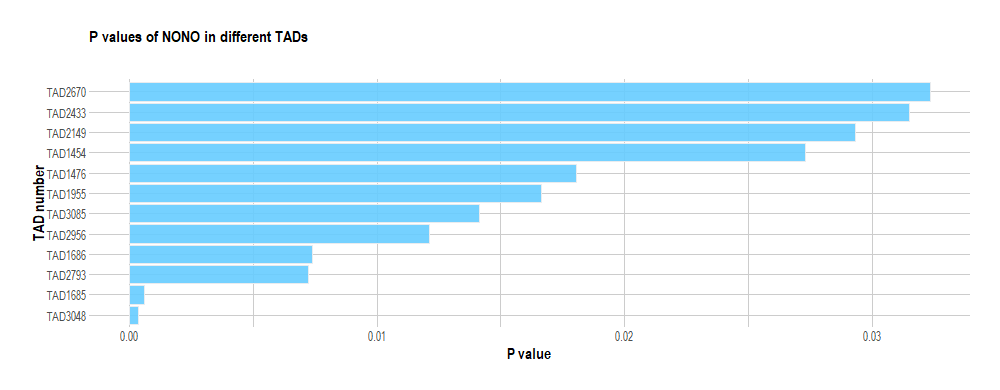 P values of NONO in different TADs
TAD number
TAD2670
TAD2433
TAD2149
TAD1454
TAD1476
TAD1955
TAD3085
TAD2956
TAD1686
TAD2793
TAD1685
TAD3048
0.00 0.01 0.02 0.03
P value